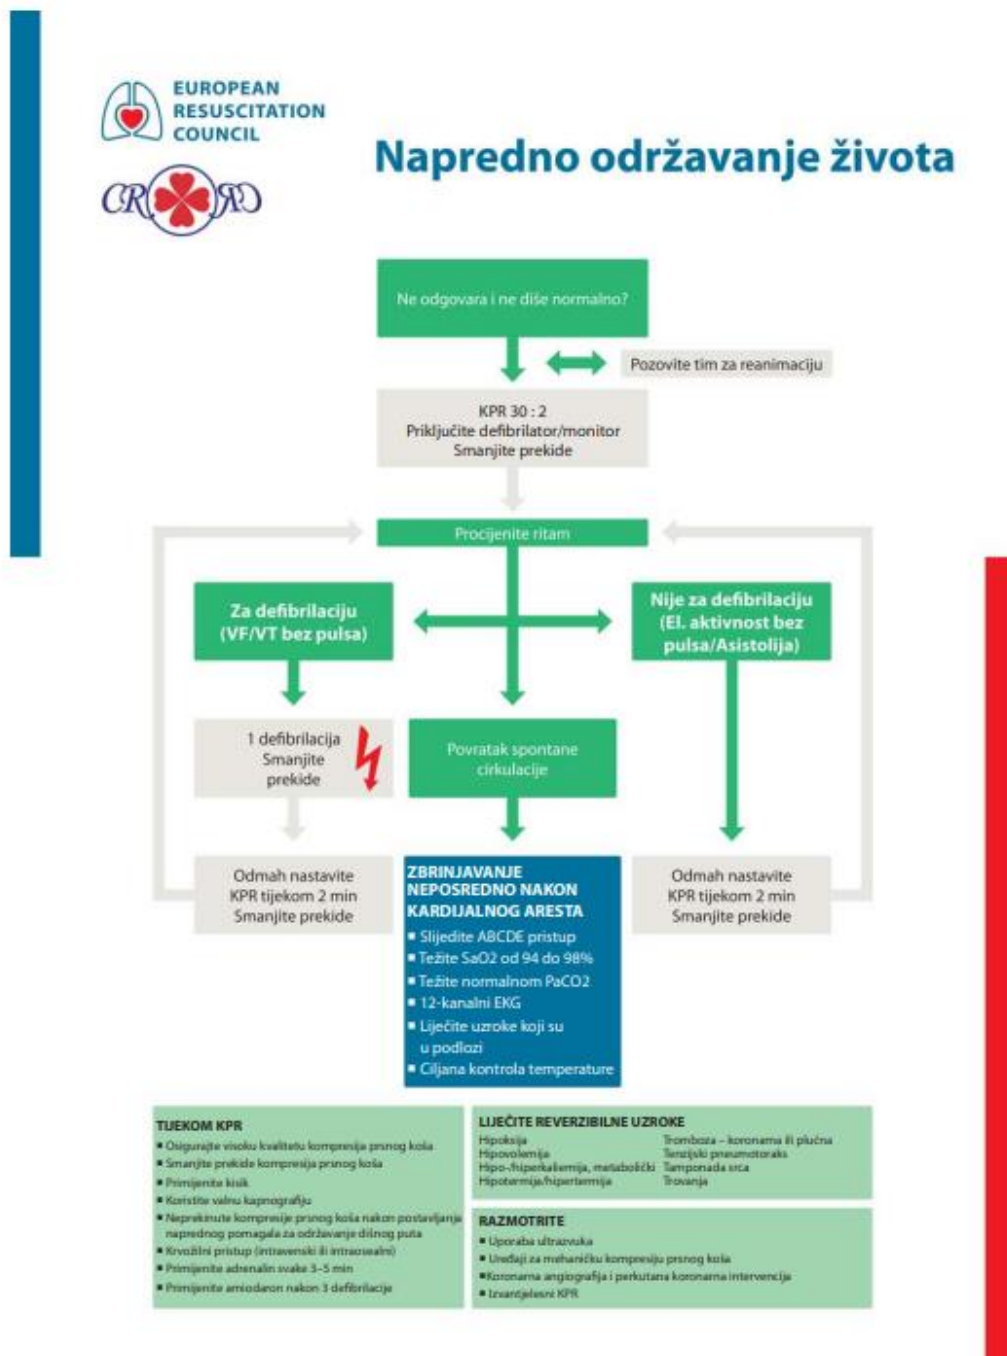 EUROPEAN
RESUSCITATION
COUNCIL
Napredno održavanje života
Ne odgovara i ne diše normalno?
Pozovite tim za reanimaciju
KPR 30 : 2
Priključite defibrilator/monitor
Smanjite prekide
Procijenite ritam
Za defibrilaciju
(VF/VT bez pulsa)
Nije za defibrilaciju
(El. aktivnost bez
pulsa/Asistolija)
1 defibrilacija
Smanjite
prekide
Povratak spontane
cirkulacije
Odmah nastavite
KPR tijekom 2 min
Smanjite prekide
ZBRINJAVANJE
NEPOSREDNO NAKON
KARDIJALNOG ARESTA
▪ Slijedite ABCDE pristup
▪ Težite SaO2 od 94 do 98%
▪ Težite normalnom PaCO2
▪ 12-kanalni EKG
▪ Liječite uzroke koji su
u podlozi
▪ Ciljana kontrola temperature
Odmah nastavite
KPR tijekom 2 min
Smanjite prekide
TIJEKOM KPR
▪ Osigurajte visoku kvalitetu kompresija prsnog koša
▪ Smanjite prekide kompresija prsnog koša
▪ Primijenite kisik
▪ Koristite valnu kapnografiju
▪ Neprekinute kompresije prsnog koša nakon postavljanja
naprednog pomagala za održavanje dišnog puta
▪ Krvožilni pristup (intravenski ili intraosealni)
▪ Primijenite adrenalin svake 3–5 min
▪ Primijenite amiodaron nakon 3 defibrilacije
LIJEČITE REVERZIBILNE UZROKE
Hipoksija
Hipovolemija
Hipo-/hiperkalemija, metabolički
Hipotermija/hipertermija
Tromboza – koronarna ili plućna
Tenzijski pneumotoraks
Tamponada srca
Trovanja
RAZMOTRITE
▪ Uporaba ultrazvuka
▪ Uređaji za mehaničku kompresiju prsnog koša
▪Koronarna angiografija i perkutana koronarna intervencija
▪ Izvantjelesni KPR